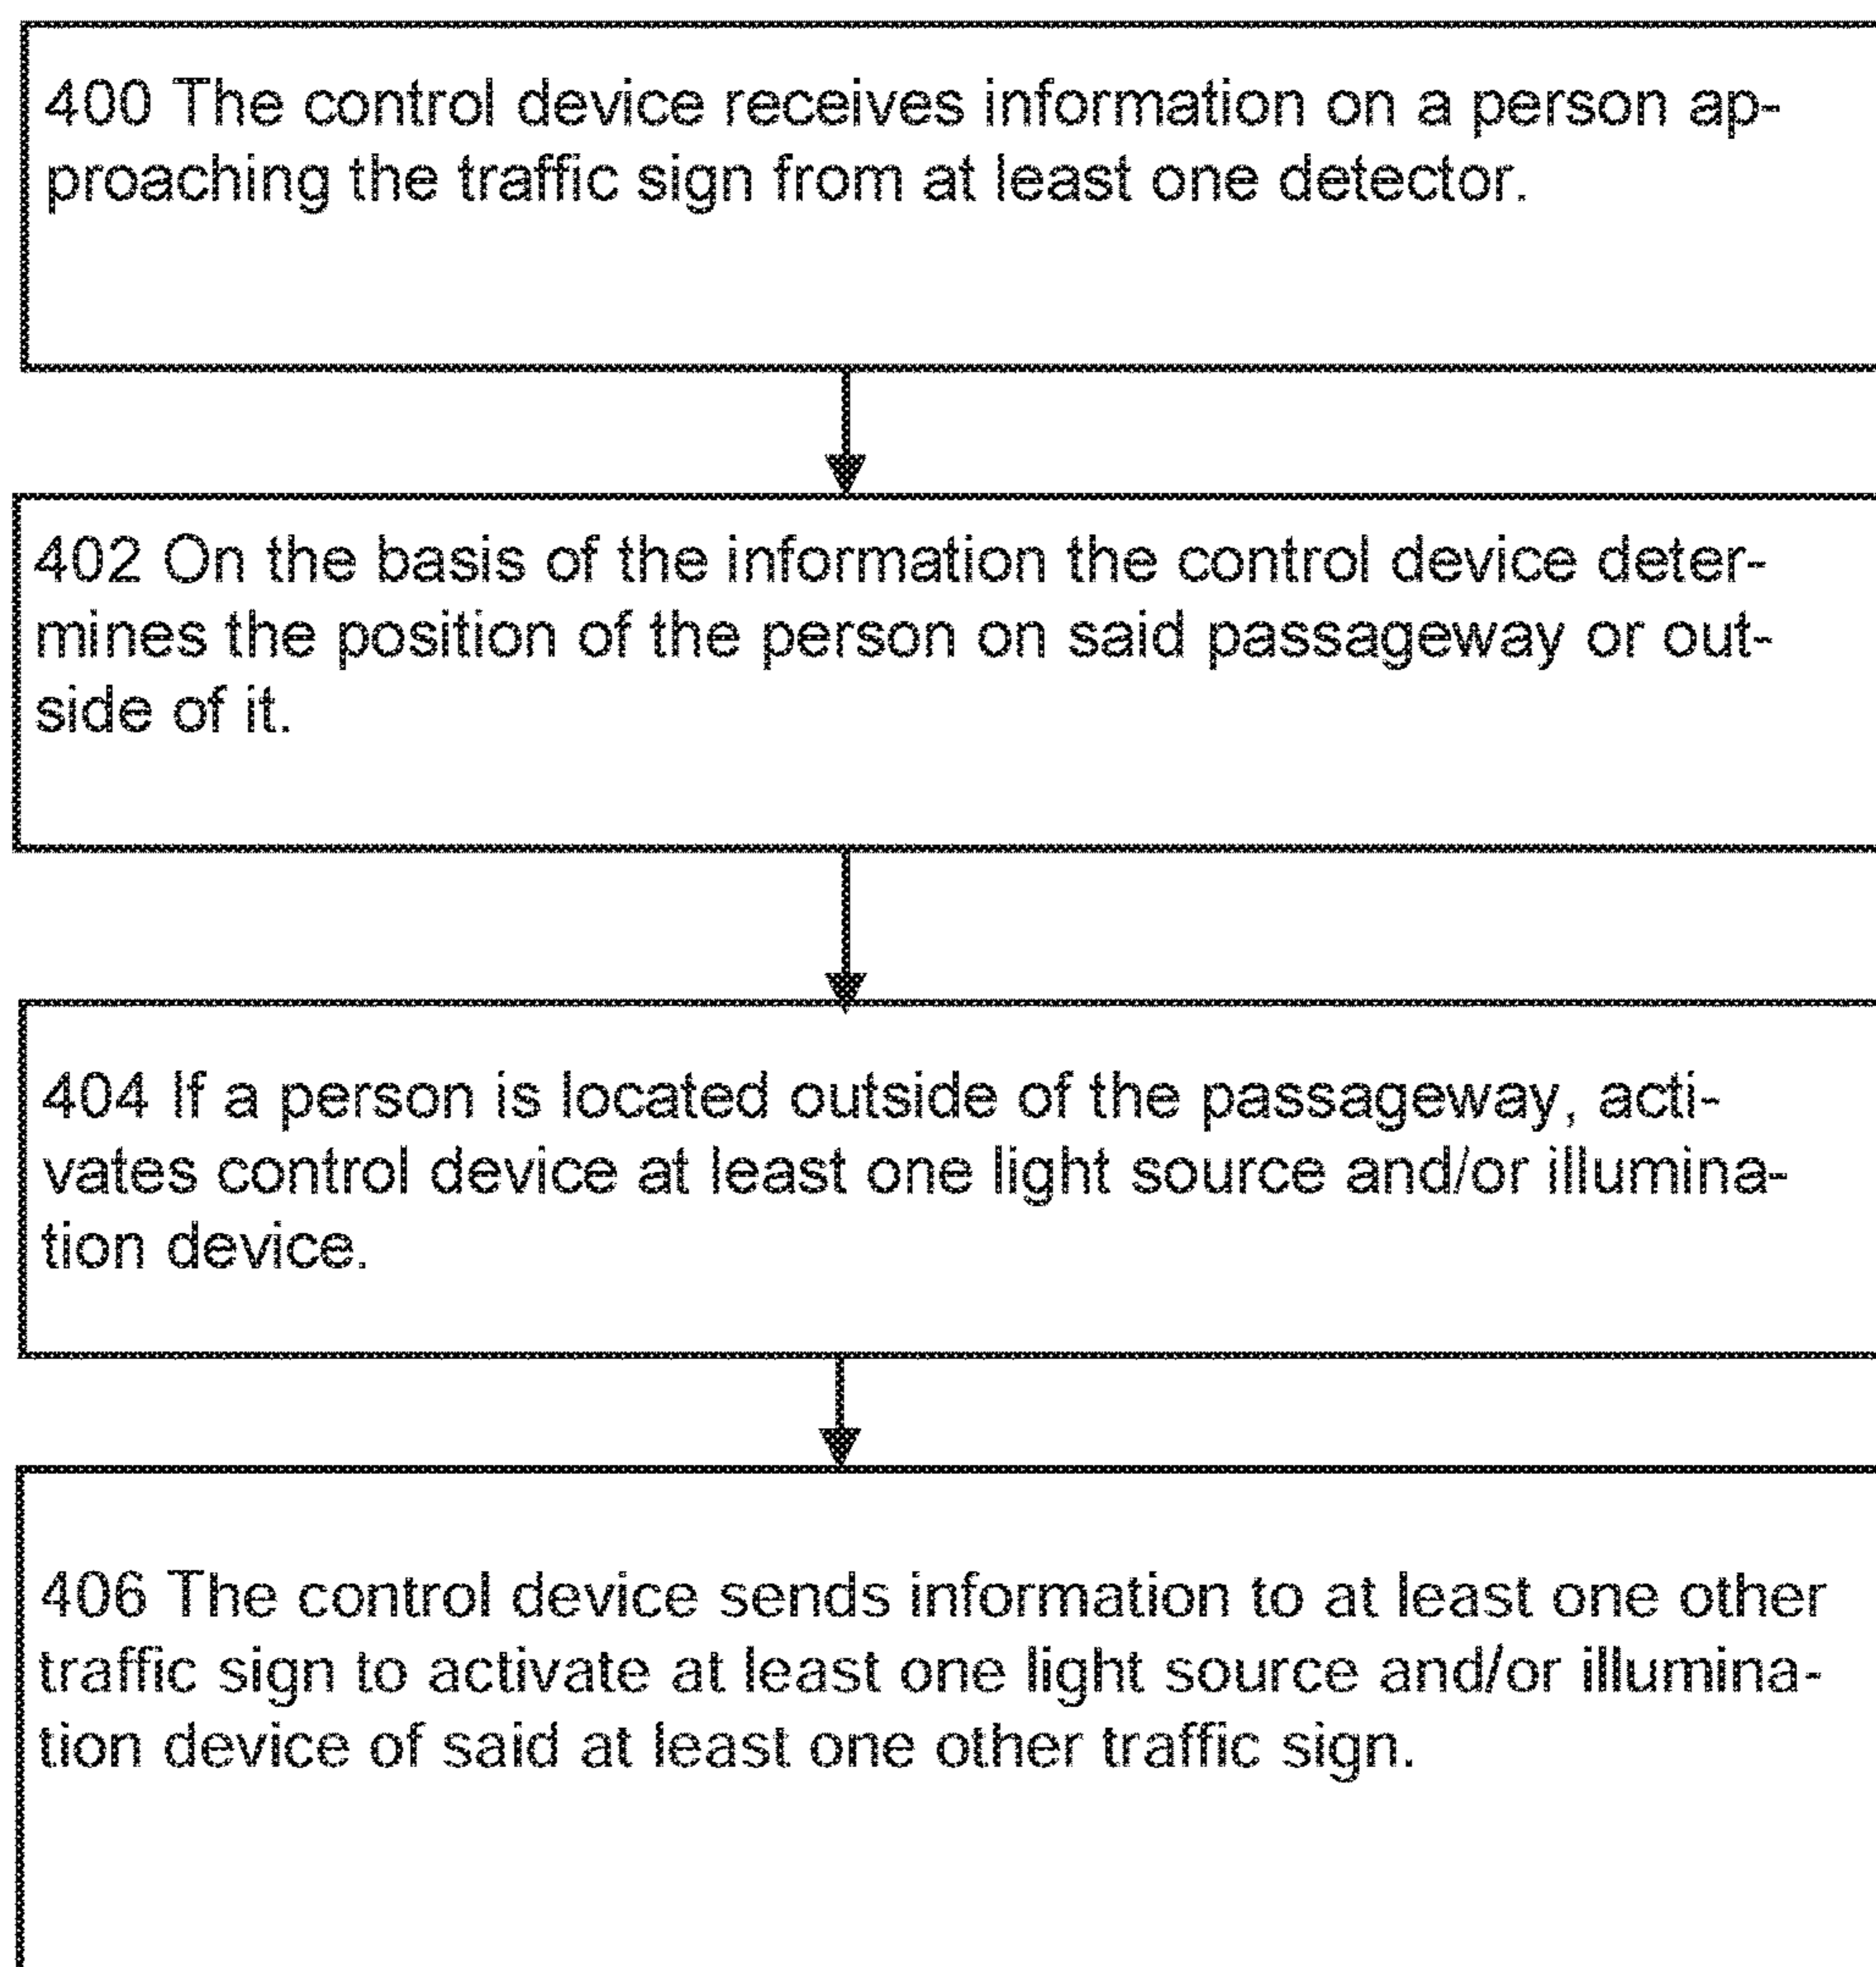 400 The control device receives information on a person ap-
proaching the traffic sign from at least one detector.
402 On the basis of the information the control device deter-
mines the position of the person on said passageway or out-
side of it.
404 If a person is located outside of the passageway, acti-
vates control device at least one light source and/or illumina-
tion device.
406 The control device sends information to at least one other
traffic sign to activate at least one light source and/or illumina-
tion device of said at least one other traffic sign.